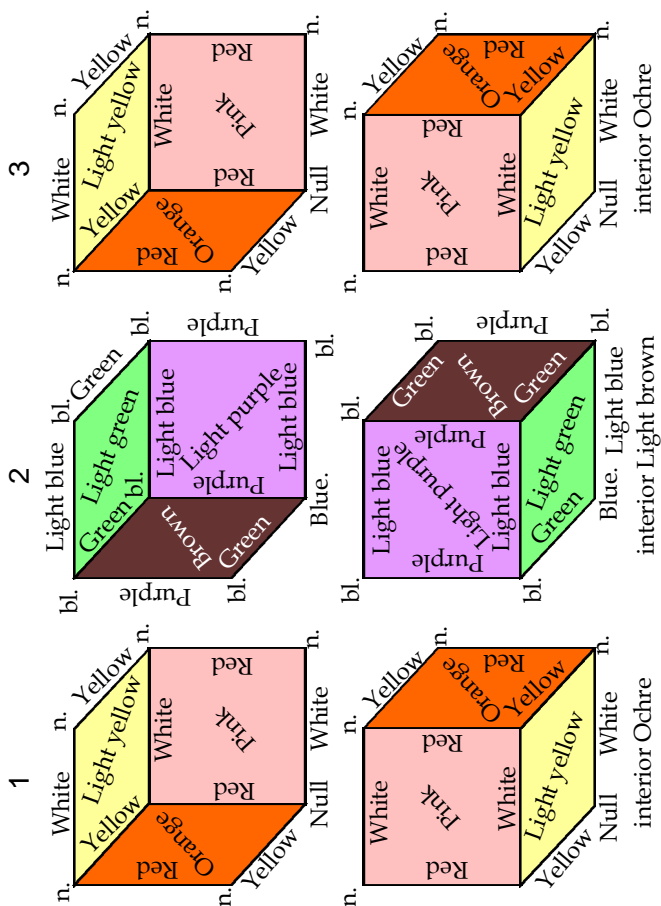 1
n.
White
Yellow
n.
Light yellow
Yellow
n.
White
Red
Orange
Red
Pink
Red
n.
Yellow
Null
White
n.
n.
Yellow
White
Orange
Red
Red
Pink
Red
White
Yellow
n.
n.
Light yellow
Yellow
Null
White
interior Ochre
2
bl.
Light blue
Green
bl.
Light green
Green
bl.
bl.
Light blue
Purple
Brown
Purple
Light purple
Purple
bl.
Green
Light blue
Blue.
bl.
bl.
bl.
Green
Light blue
Brown
Purple
Purple
Light purple
Purple
Light blue
Green
bl.
bl.
Light green
Green
Blue.
Light blue
interior Light brown
3
n.
White
Yellow
n.
Light yellow
Yellow
n.
White
Red
Orange
Red
Pink
Red
n.
Yellow
Null
White
n.
n.
Yellow
White
Orange
Red
Red
Pink
Red
White
Yellow
n.
n.
Light yellow
Yellow
Null
White
interior Ochre